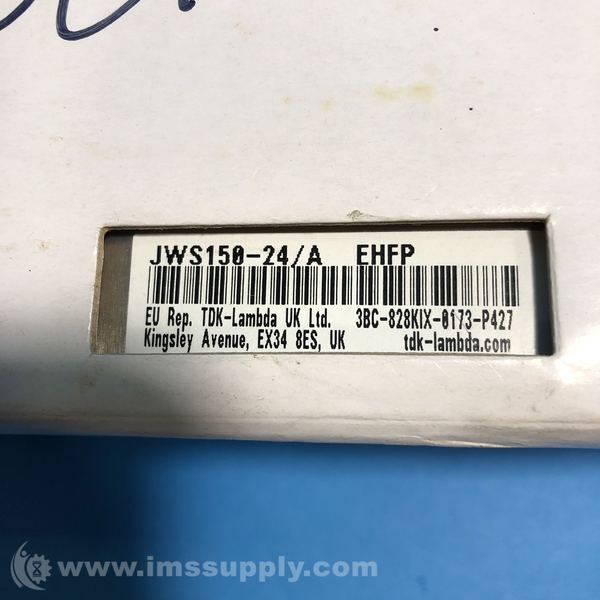 JWS150-24/A EHFP
EU Rep. TDK-Lambda UK Ltd. 3BC-828KIX-0173-P427
Kingsley Avenue, EX34 8ES, UK tdk-lambda.com
www.imssupply.com